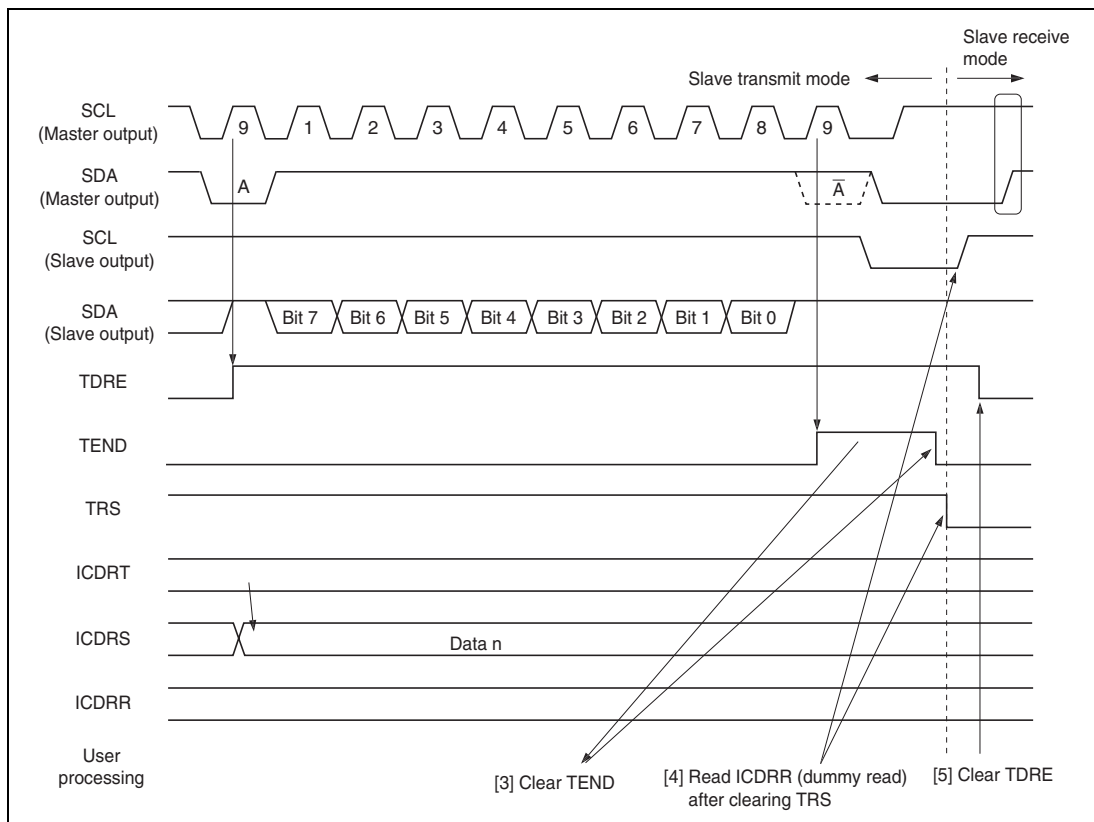 Slave receive
mode
Slave transmit mode
SCL
(Master output)
9 1 2 3 4 5 6 7 8 9
SDA
(Master output)
A A̅
SCL
(Slave output)
SDA
(Slave output)
Bit 7 Bit 6 Bit 5 Bit 4 Bit 3 Bit 2 Bit 1 Bit 0
TDRE
TEND
TRS
ICDRT
ICDRS
Data n
ICDRR
User
processing
[3] Clear TEND
[4] Read ICDRR (dummy read)
after clearing TRS
[5] Clear TDRE